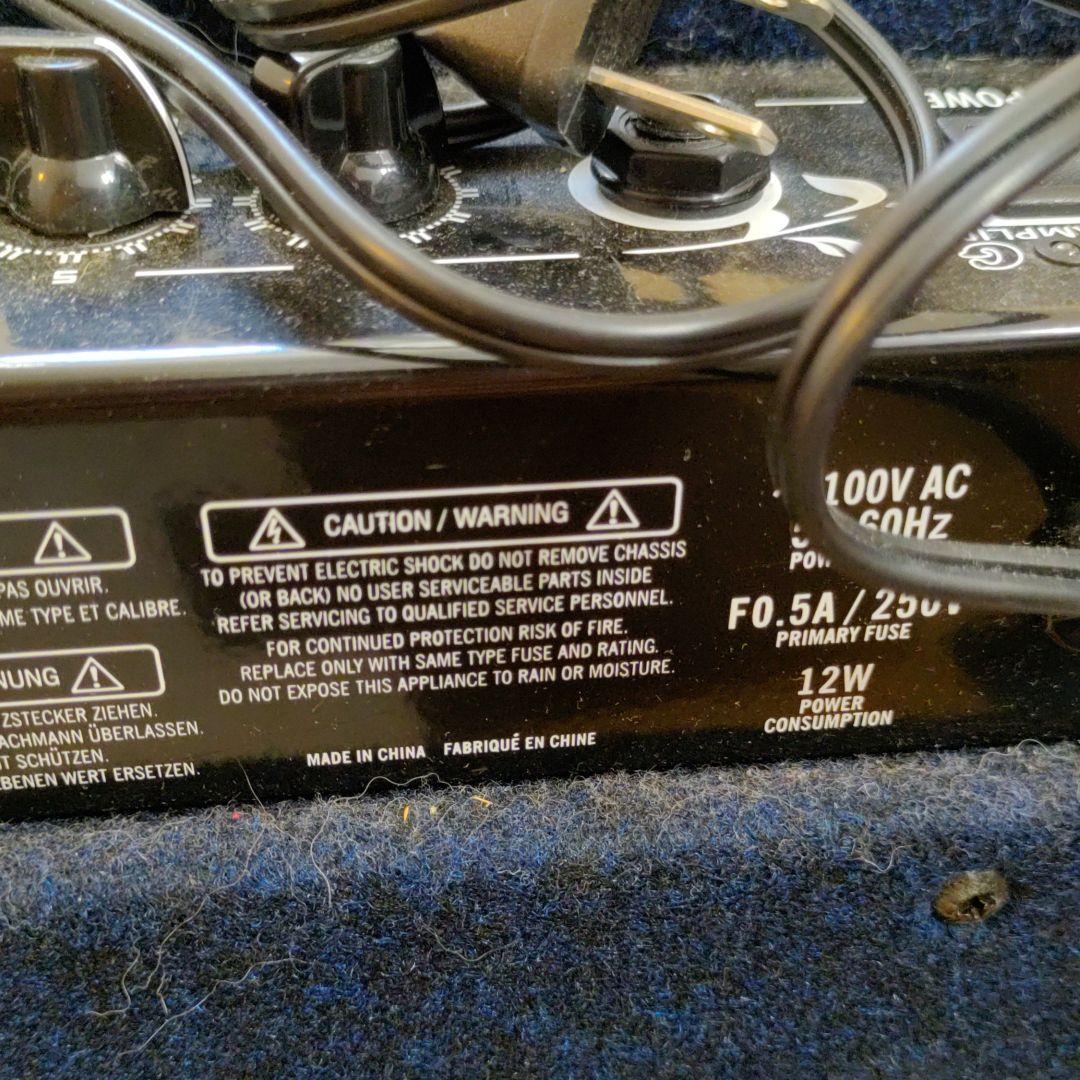 POWE
AMPLI
5
PAS OUVRIR.
ME TYPE ET CALIBRE.
NUNG
ZSTECKER ZIEHEN.
ACHMANN ÜBERLASSEN.
T SCHÜTZEN.
EBENEN WERT ERSETZEN.
CAUTION / WARNING
TO PREVENT ELECTRIC SHOCK DO NOT REMOVE CHASSIS
(OR BACK) NO USER SERVICEABLE PARTS INSIDE
REFER SERVICING TO QUALIFIED SERVICE PERSONNEL.
FOR CONTINUED PROTECTION RISK OF FIRE.
REPLACE ONLY WITH SAME TYPE FUSE AND RATING.
DO NOT EXPOSE THIS APPLIANCE TO RAIN OR MOISTURE.
MADE IN CHINA FABRIQUÉ EN CHINE
100V AC
60Hz
F0.5A / 250V
PRIMARY FUSE
12W
POWER
CONSUMPTION